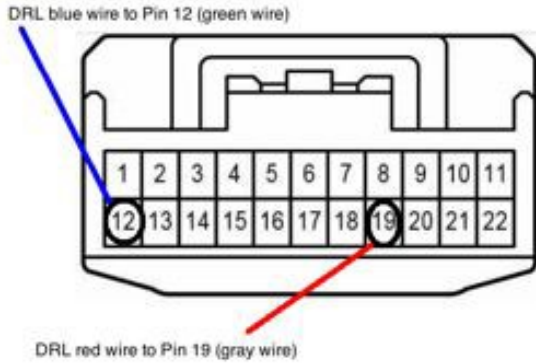 DRL blue wire to Pin 12 (green wire)
1 2 3 4 5 6 7 8 9 10 11
12 13 14 15 16 17 18 19 20 21 22
DRL red wire to Pin 19 (gray wire)